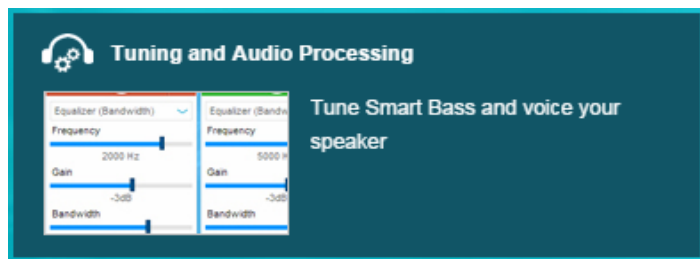 Tuning and Audio Processing
Equalizer (Bandwidth)
Frequency
2000 Hz
Gain
-3dB
Bandwidth
Equalizer (Bandw
Frequency
5000 H
Gain
-3dB
Bandwidth
Tune Smart Bass and voice your
speaker